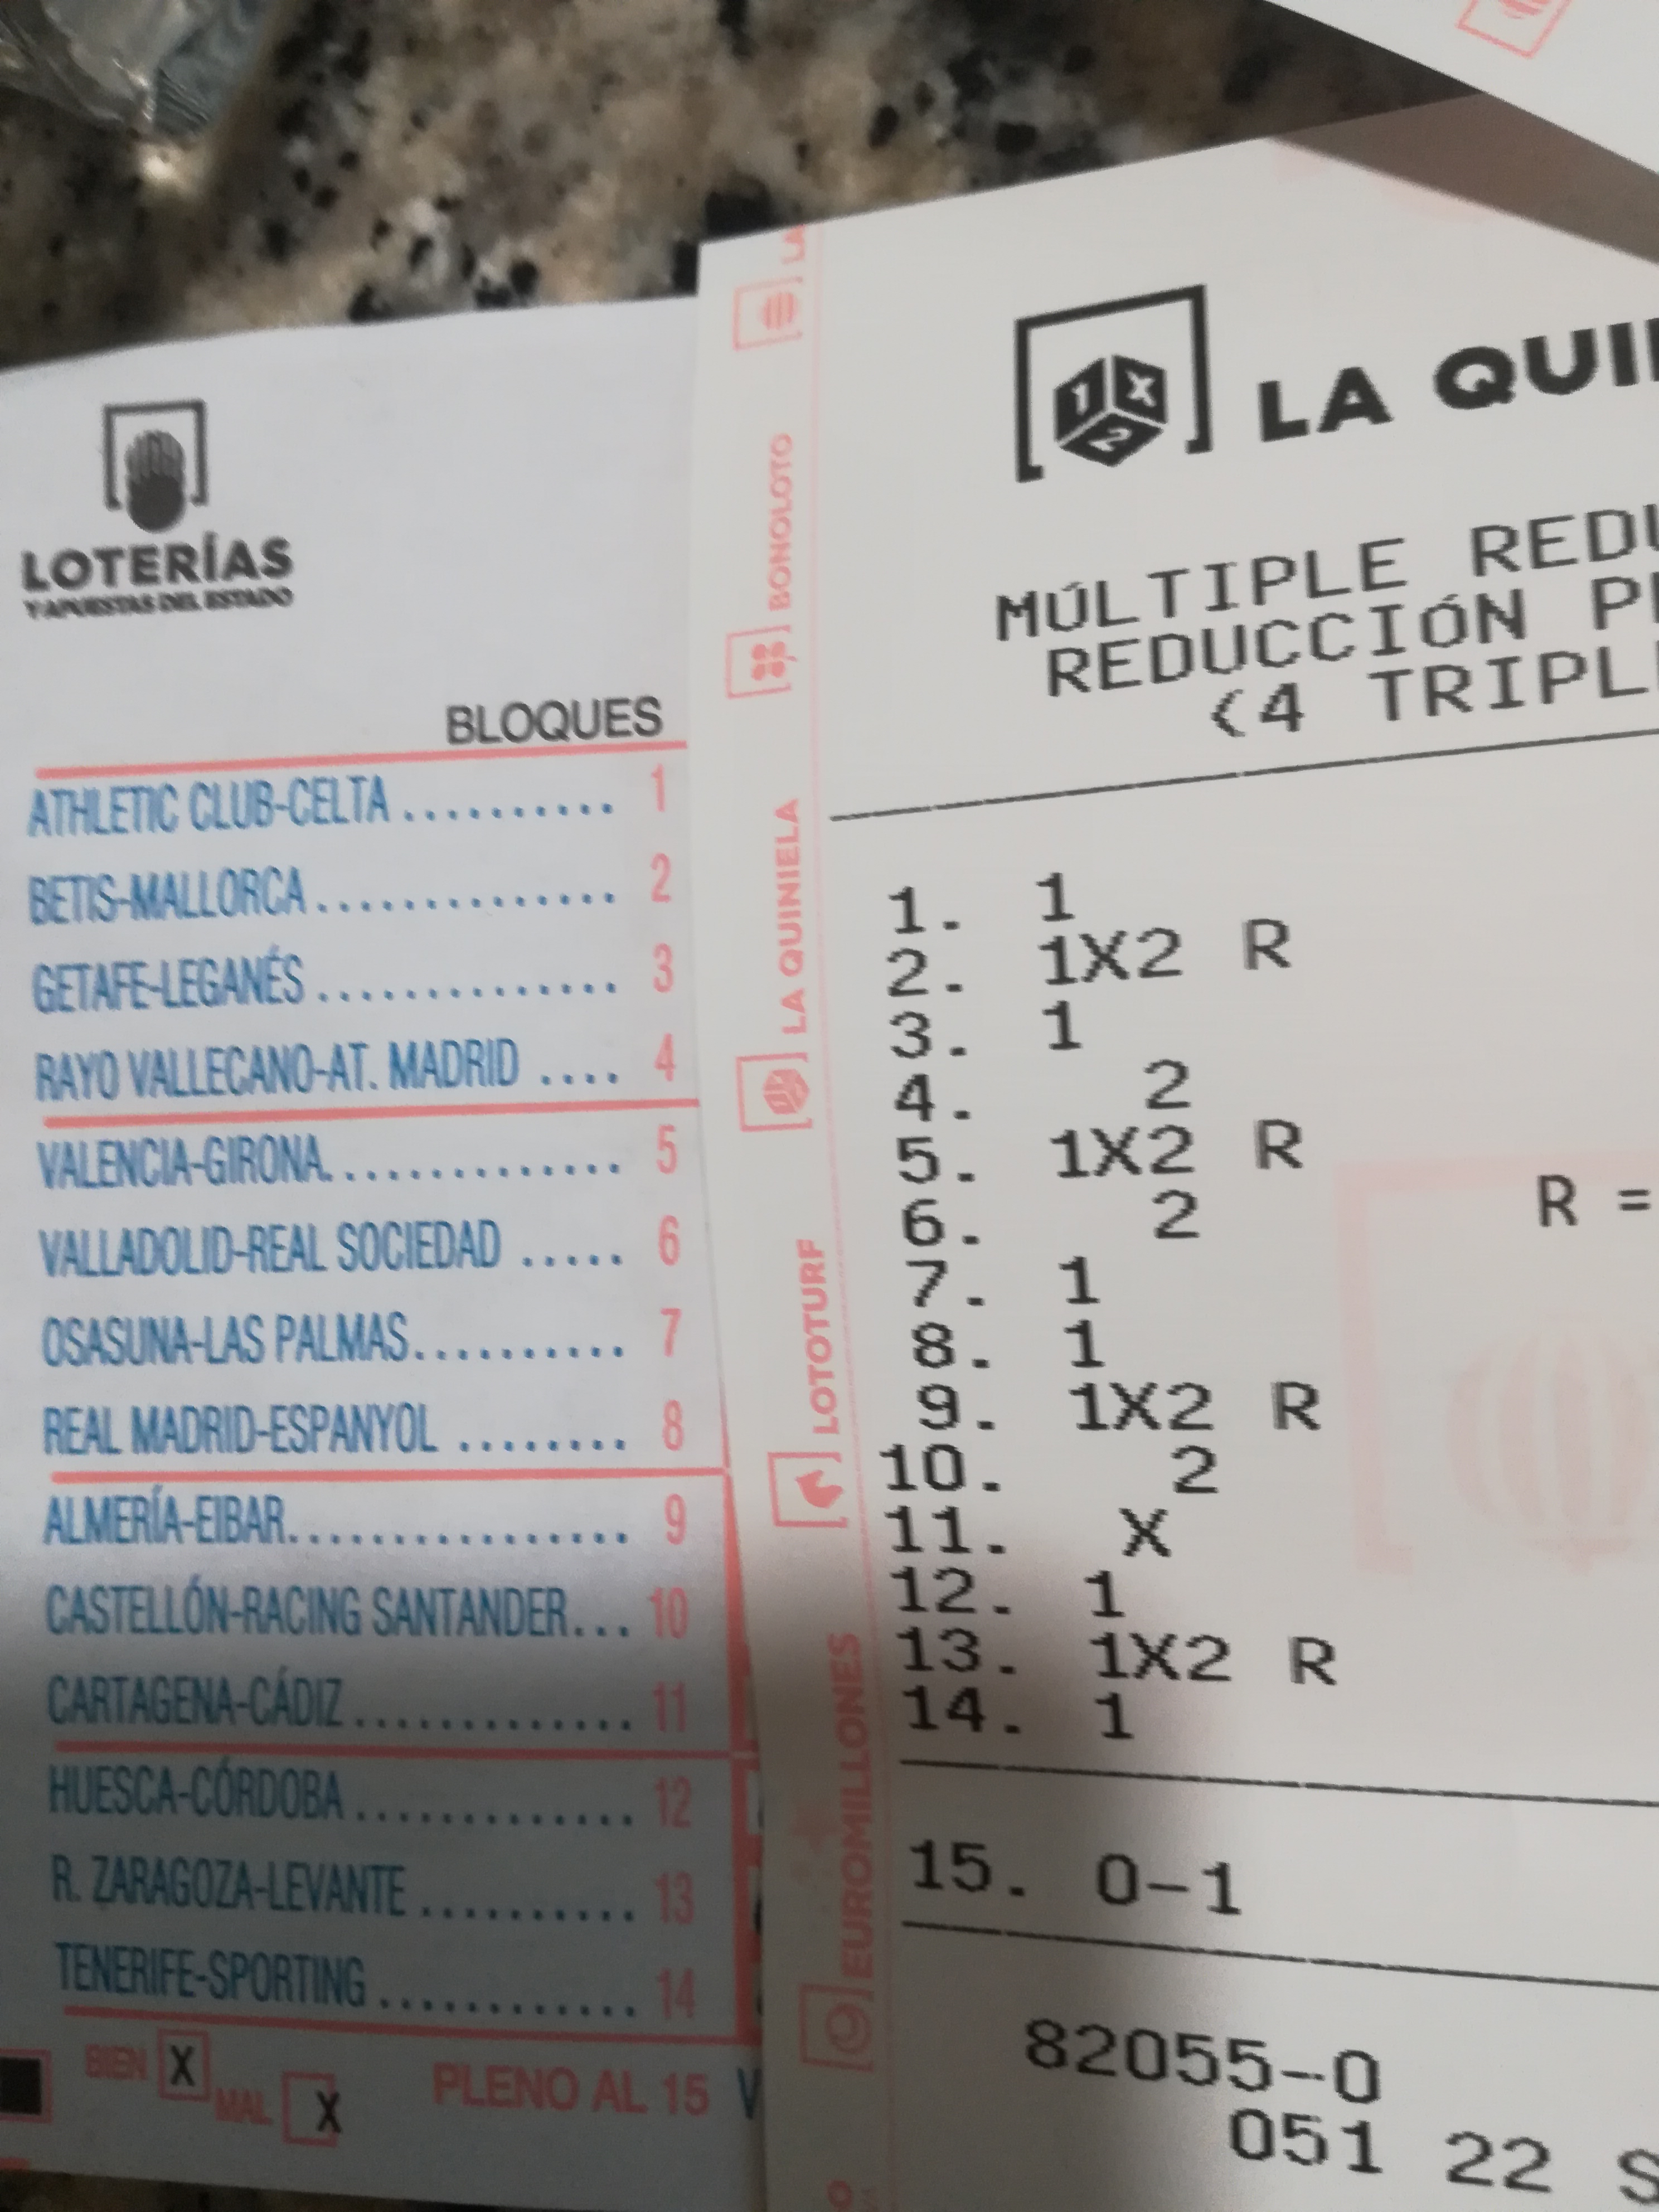 LOTERÍAS
Y APUESTAS DEL ESTADO
BLOQUES
ATHLETIC CLUB-CELTA .......... 1
BETIS-MALLORCA .............. 2
GETAFE-LEGANÉS .............. 3
RAYO VALLECANO-AT. MADRID .... 4
VALENCIA-GIRONA.............. 5
VALLADOLID-REAL SOCIEDAD ..... 6
OSASUNA-LAS PALMAS.......... 7
REAL MADRID-ESPANYOL ........ 8
ALMERÍA-EIBAR................ 9
CASTELLÓN-RACING SANTANDER... 10
CARTAGENA-CÁDIZ ............. 11
HUESCA-CÓRDOBA ............. 12
R. ZARAGOZA-LEVANTE .......... 13
TENERIFE-SPORTING ............ 14
BIEN X
MAL X
PLENO AL 15 V
LA
BONOLOTO
LA QUINIELA
LOTOTURF
EUROMILLONES
1X2
LA QUI
MÚLTIPLE REDU
REDUCCIÓN
(4 TRIPL
1. 1
2. 1X2 R
3. 1
4. 2
5. 1X2 R
6. 2
R =
7. 1
8. 1
9. 1X2 R
10. 2
11. X
12. 1
13. 1X2 R
14. 1
15. 0-1
82055-0
051 22 S